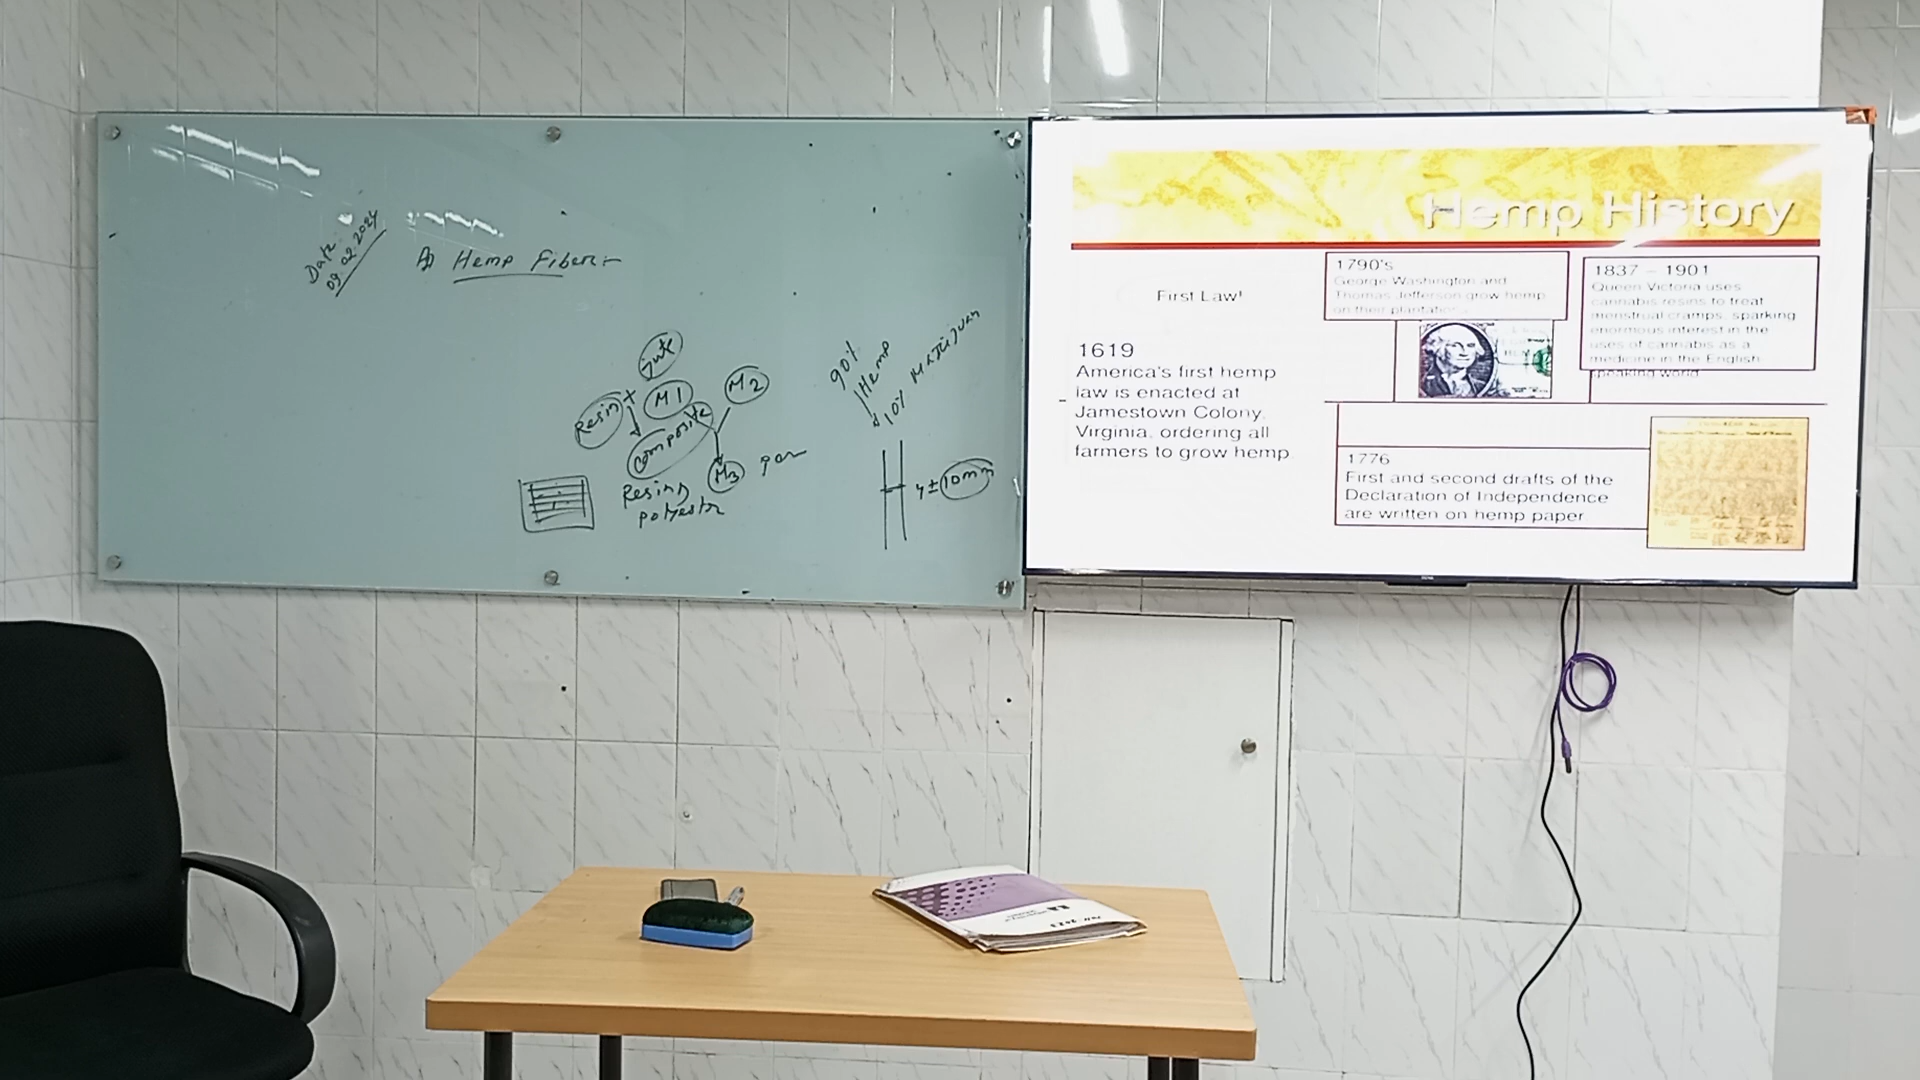 Date:
09.02.2024
Hemp Fiber:-
jute
Resin +
M1
M2
composite
M3
Resing
polyester
90%
Hemp
10%
10mm
Hemp History
First Law!
1619
America's first hemp
law is enacted at
Jamestown Colony,
Virginia, ordering all
farmers to grow hemp
1790's
George Washington and
Thomas Jefferson grow hemp
on their plantations
1837 - 1901
Queen Victoria uses
cannabis resins to treat
menstrual cramps, sparking
enormous interest in the
uses of cannabis as a
medicine in the English-
speaking world
1776
First and second drafts of the
Declaration of Independence
are written on hemp paper